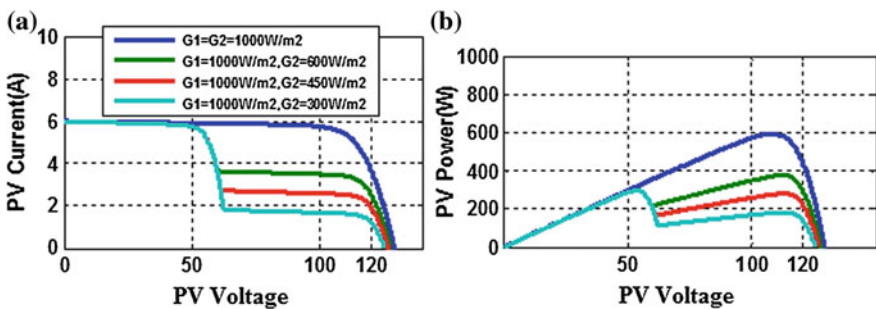 (a)
10
8
6
4
2
0
PV Current(A)
G1=G2=1000W/m2
G1=1000W/m2,G2=600W/m2
G1=1000W/m2,G2=450W/m2
G1=1000W/m2,G2=300W/m2
0 50 100 120
PV Voltage
(b)
1000
800
600
400
200
0
PV Power(W)
50 100 120
PV Voltage